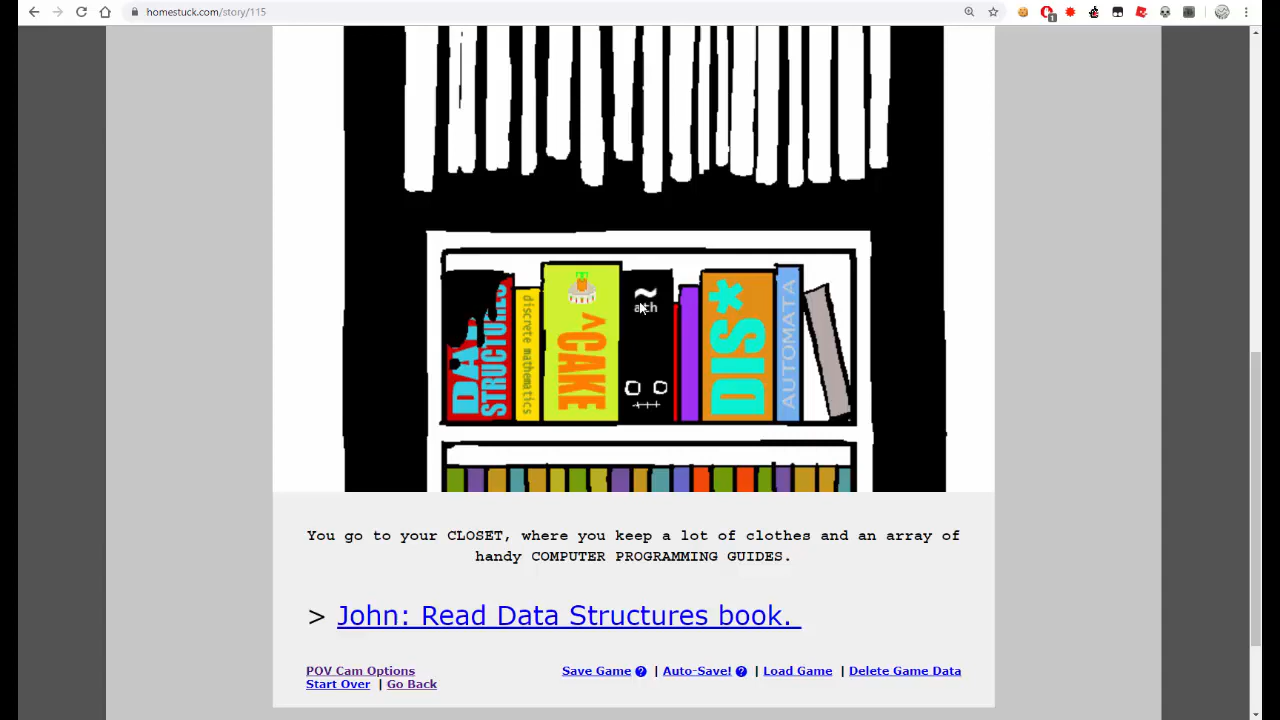 homestuck.com/story/115
1
DATA STRUCTURES
discrete mathematics
^CAKE
~
ath
DIS*
AUTOMATA
You go to your CLOSET, where you keep a lot of clothes and an array of
handy COMPUTER PROGRAMMING GUIDES.
> John: Read Data Structures book.
POV Cam Options
Save Game ? | Auto-Save! ? | Load Game | Delete Game Data
Start Over | Go Back